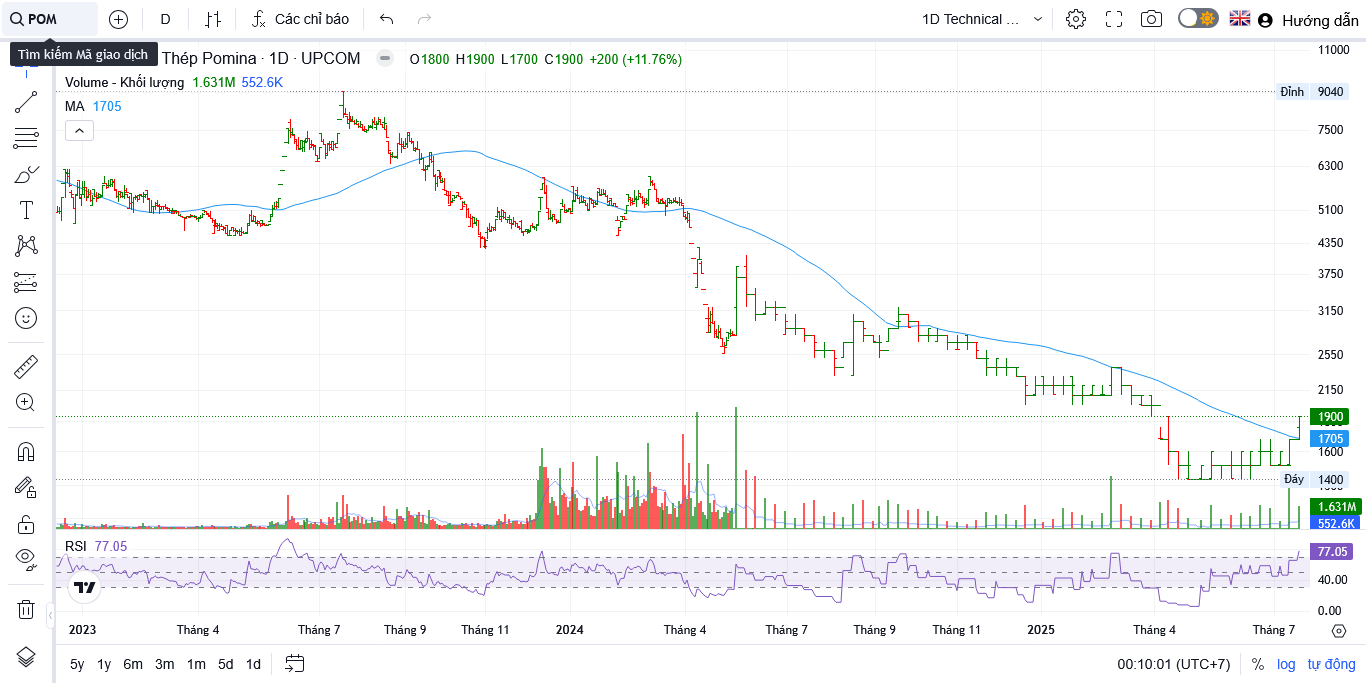 POM
D
Các chỉ báo
1D Technical ...
Hướng dẫn
Tìm kiếm Mã giao dịch
Thép Pomina · 1D · UPCOM
O1800 H1900 L1700 C1900 +200 (+11.76%)
Volume - Khối lượng 1.631M 552.6K
MA 1705
11000
Đỉnh 9040
7500
6300
5100
4350
3750
3150
2550
2150
1900
1705
1600
Đáy 1400
1.631M
552.6K
RSI 77.05
77.05
40.00
0.00
2023 Tháng 4 Tháng 7 Tháng 9 Tháng 11 2024 Tháng 4 Tháng 7 Tháng 9 Tháng 11 2025 Tháng 4 Tháng 7
5y 1y 6m 3m 1m 5d 1d
00:10:01 (UTC+7) % log tự động